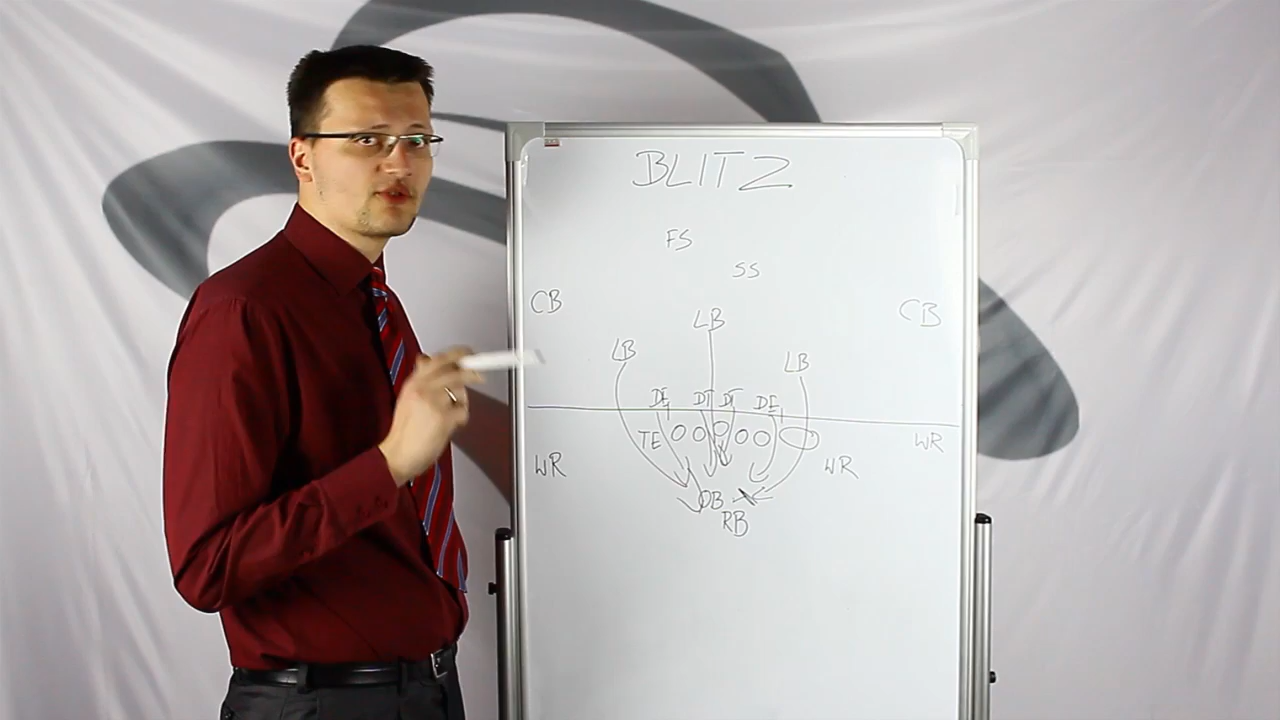 BLITZ
FS
SS
CB LB CB
LB LB
DE DT DT DE
TE WR
WR WR
QB
RB